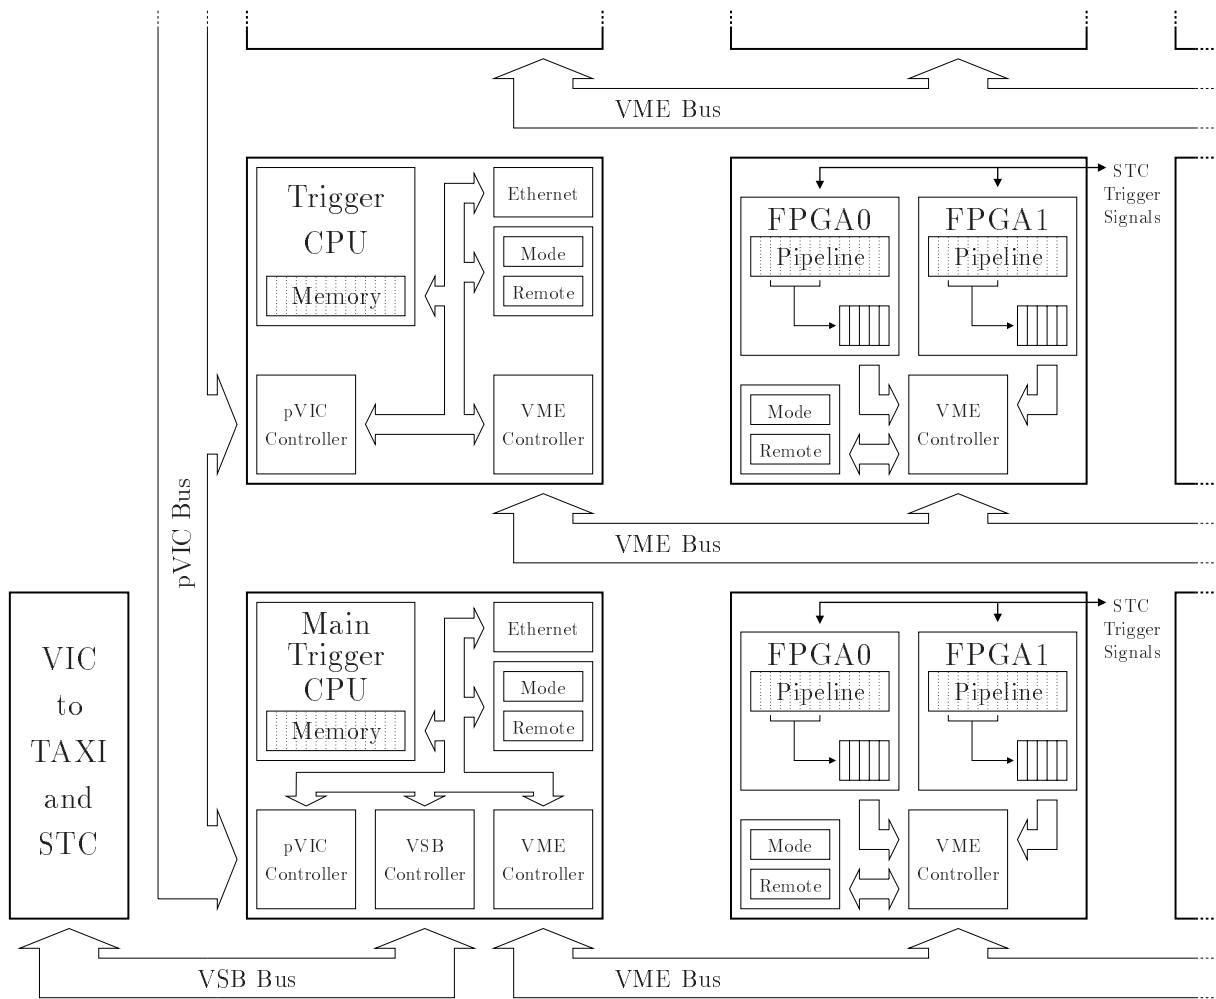 VME Bus
Trigger
CPU
Memory
Ethernet
Mode
Remote
pVIC
Controller
VME
Controller
FPGA0
Pipeline
FPGA1
Pipeline
STC
Trigger
Signals
Mode
Remote
VME
Controller
pVIC Bus
VME Bus
VIC
to
TAXI
and
STC
Main
Trigger
CPU
Memory
Ethernet
Mode
Remote
pVIC
Controller
VSB
Controller
VME
Controller
FPGA0
Pipeline
FPGA1
Pipeline
STC
Trigger
Signals
Mode
Remote
VME
Controller
VSB Bus
VME Bus